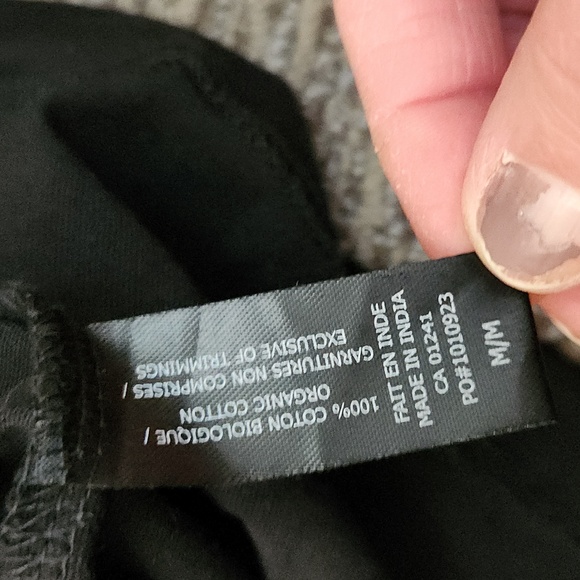 100% COTON BIOLOGIQUE /
ORGANIC COTTON
GARNITURES NON COMPRISES /
EXCLUSIVE OF TRIMMINGS
FAIT EN INDE
MADE IN INDIA
CA 01241
PO#1010923
M/M